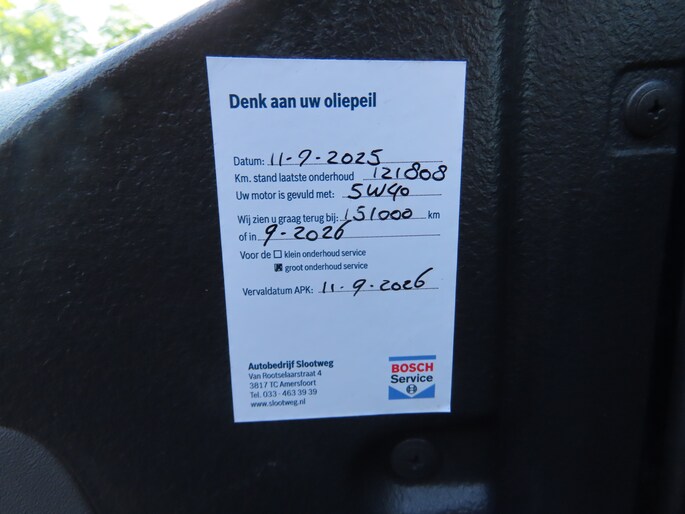 Denk aan uw oliepeil
Datum: 11-9-2025
Km. stand laatste onderhoud 121808
Uw motor is gevuld met: 5W40
Wij zien u graag terug bij: 151000 km
of in 9-2026
Voor de ☐ klein onderhoud service
☒ groot onderhoud service
Vervaldatum APK: 11-9-2026
Autobedrijf Slootweg
Van Rootselaarstraat 4
3817 TC Amersfoort
Tel. 033 - 463 39 39
www.slootweg.nl
BOSCH
Service